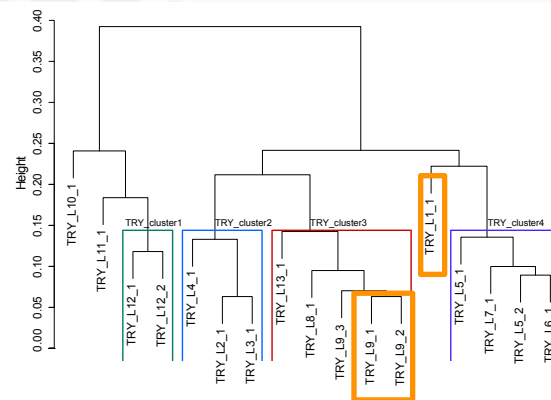 0.40
0.35
0.30
0.25
0.20
0.15
0.10
0.05
0.00
Height
TRY_cluster1
TRY_cluster2
TRY_cluster3
TRY_cluster4
TRY_L10_1
TRY_L11_1
TRY_L12_1
TRY_L12_2
TRY_L4_1
TRY_L2_1
TRY_L3_1
TRY_L13_1
TRY_L8_1
TRY_L9_3
TRY_L9_1
TRY_L9_2
TRY_L1_1
TRY_L5_1
TRY_L7_1
TRY_L5_2
TRY_L6_1